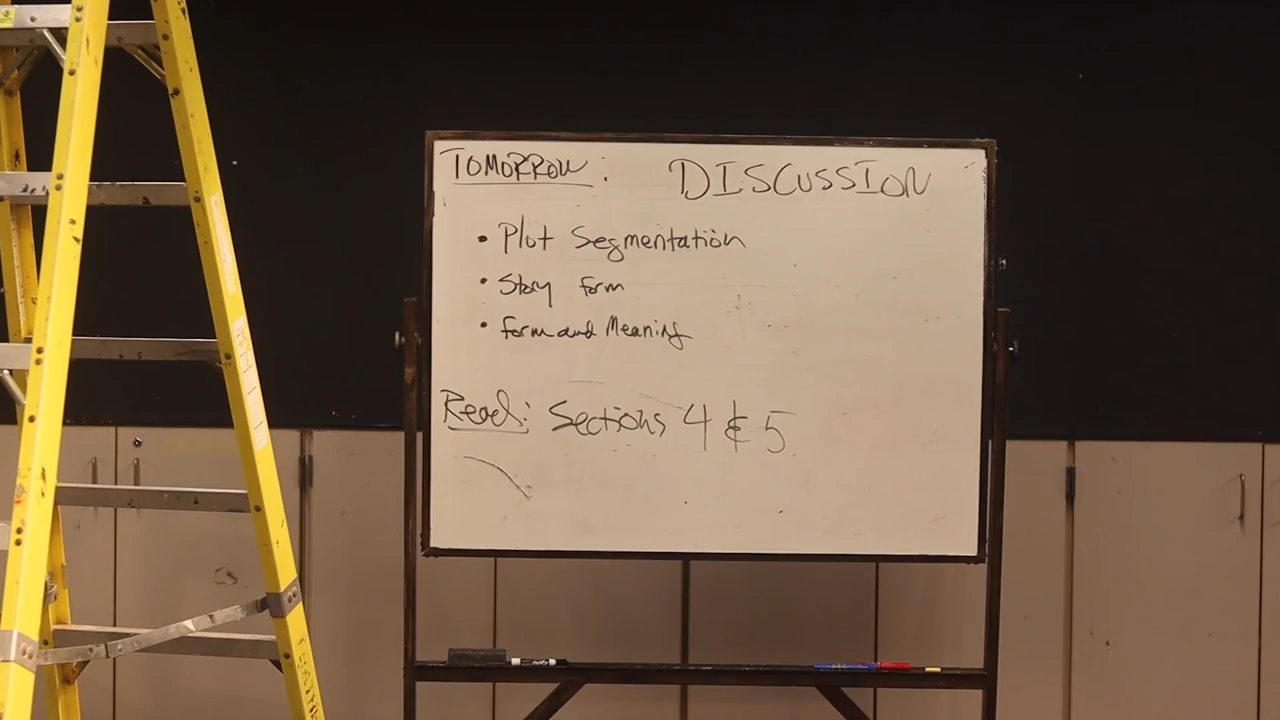 TOMORROW: DISCUSSION
• Plot Segmentation
• Story form
• form and Meaning
Read: Sections 4 & 5